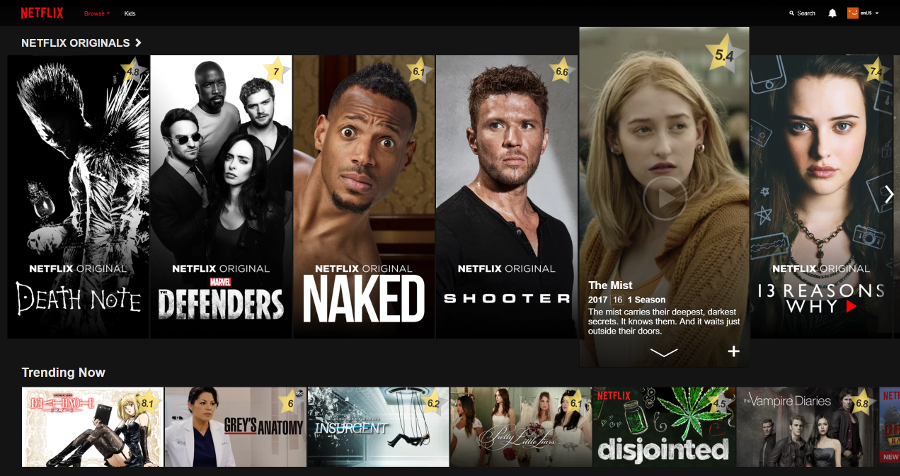 NETFLIX Browse Kids Search
NETFLIX ORIGINALS
4.8
NETFLIX ORIGINAL
DEATH NOTE
7
NETFLIX ORIGINAL
MARVEL
THE DEFENDERS
6.1
NETFLIX ORIGINAL
NAKED
6.6
NETFLIX ORIGINAL
SHOOTER
5.4
The Mist
2017 16 1 Season
The mist carries their deepest, darkest
secrets. It knows them. And it waits just
outside their doors.
7.4
NETFLIX ORIGINAL
13 REASONS
WHY
Trending Now
8.1
6
GREY'S ANATOMY
6.2
INSURGENT
6.1
Pretty Little Liars
NETFLIX
4.5
disjointed
6.8
the Vampire Diaries
NEW